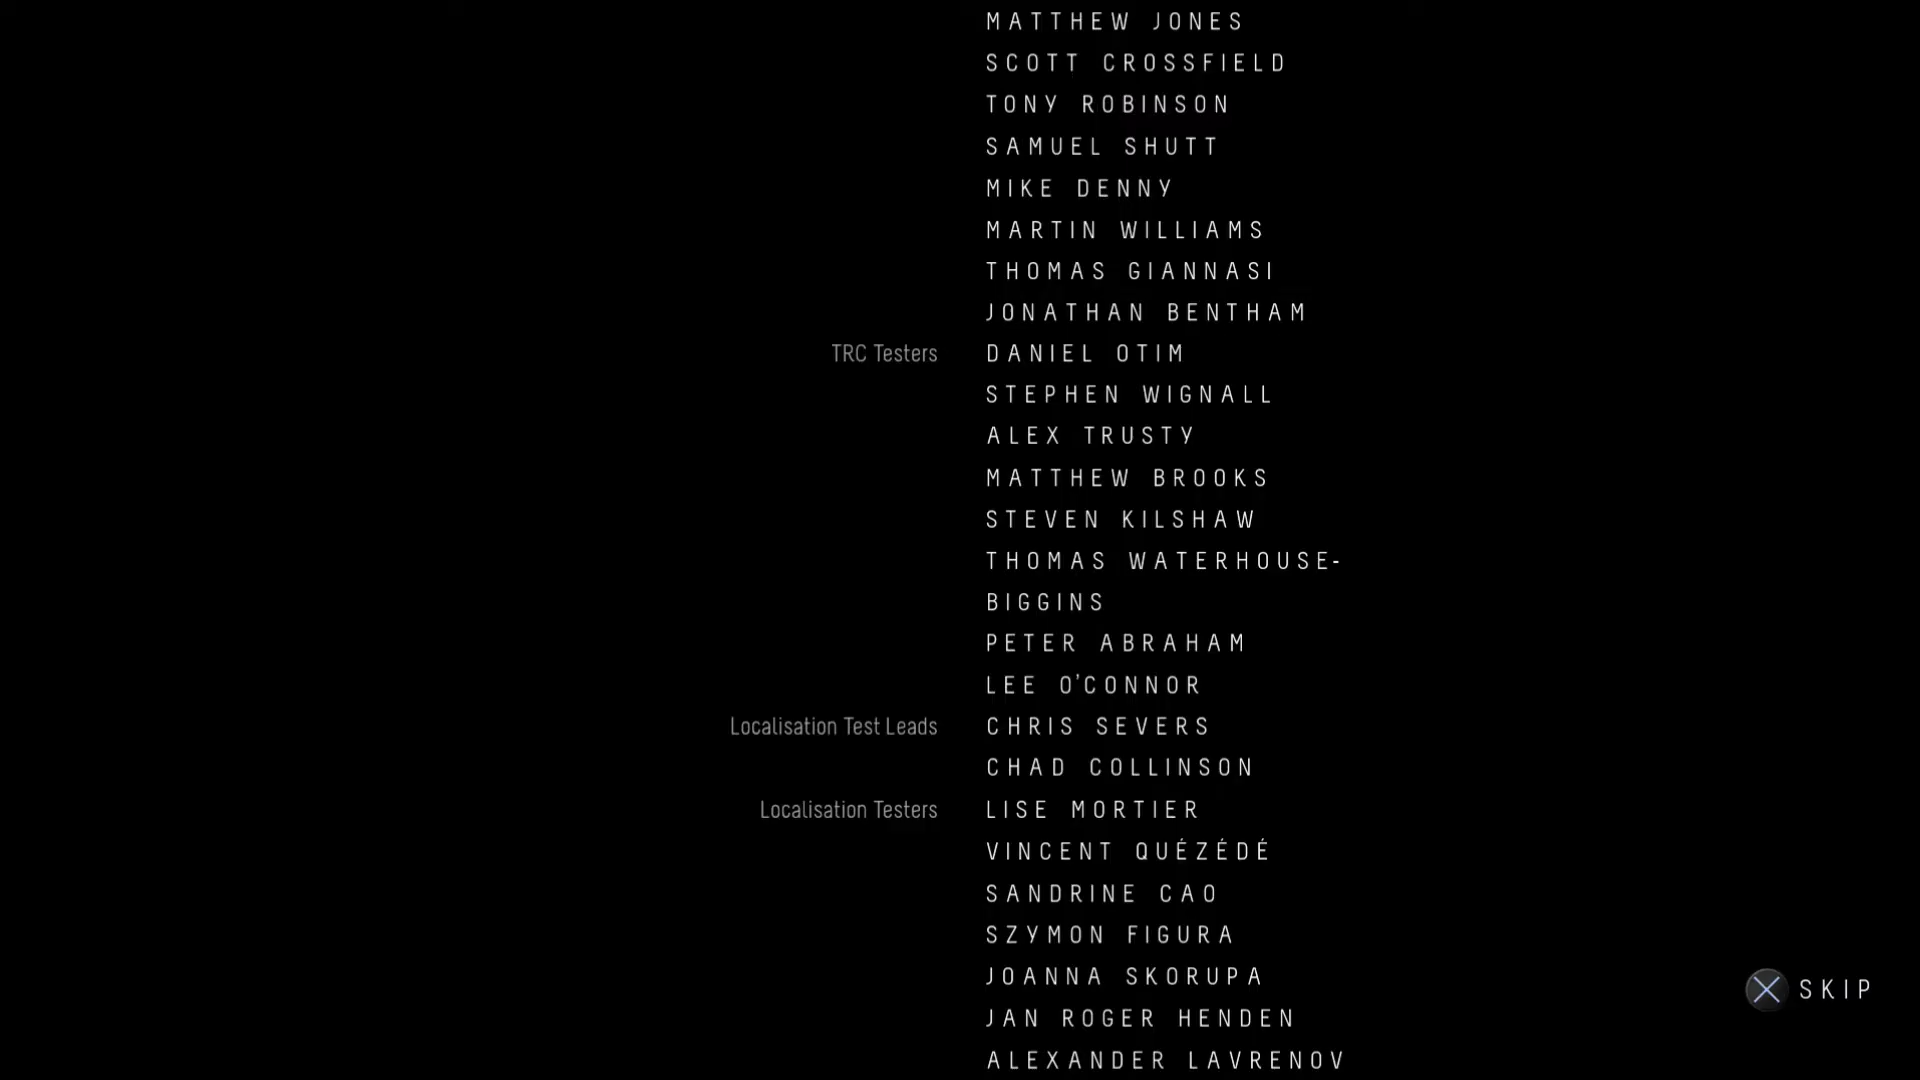 MATTHEW JONES
SCOTT CROSSFIELD
TONY ROBINSON
SAMUEL SHUTT
MIKE DENNY
MARTIN WILLIAMS
THOMAS GIANNASI
JONATHAN BENTHAM
TRC Testers DANIEL OTIM
STEPHEN WIGNALL
ALEX TRUSTY
MATTHEW BROOKS
STEVEN KILSHAW
THOMAS WATERHOUSE-
BIGGINS
PETER ABRAHAM
LEE O'CONNOR
Localisation Test Leads CHRIS SEVERS
CHAD COLLINSON
Localisation Testers LISE MORTIER
VINCENT QUÉZÉDÉ
SANDRINE CAO
SZYMON FIGURA
JOANNA SKORUPA
JAN ROGER HENDEN
ALEXANDER LAVRENOV
SKIP